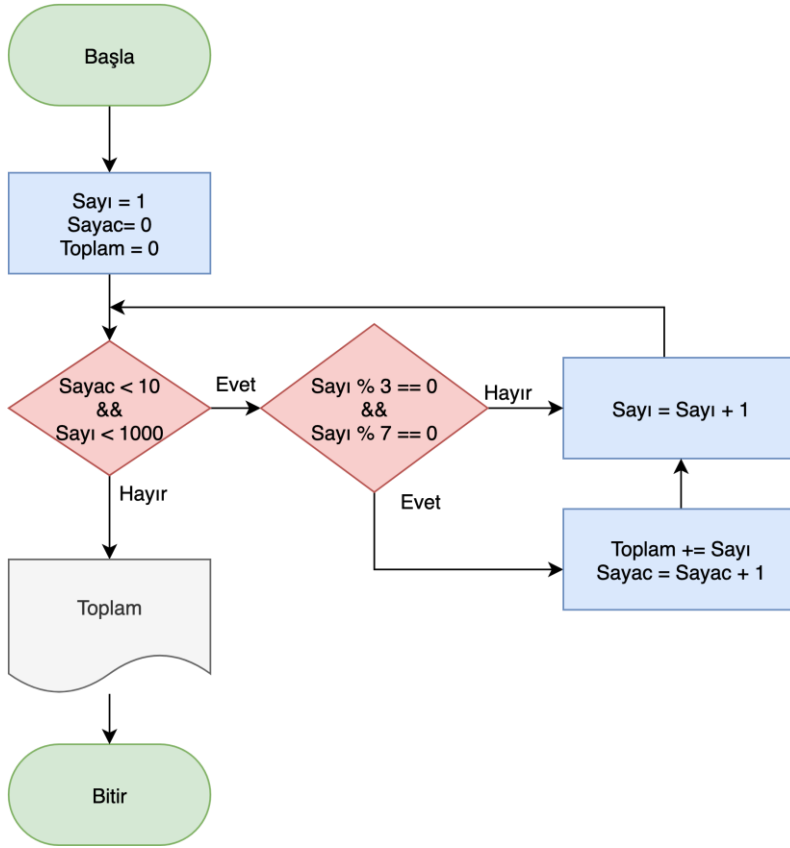 Başla
Sayı = 1
Sayac= 0
Toplam = 0
Sayac < 10
&&
Sayı < 1000
Evet
Sayı % 3 == 0
&&
Sayı % 7 == 0
Hayır
Sayı = Sayı + 1
Hayır
Evet
Toplam += Sayı
Sayac = Sayac + 1
Toplam
Bitir